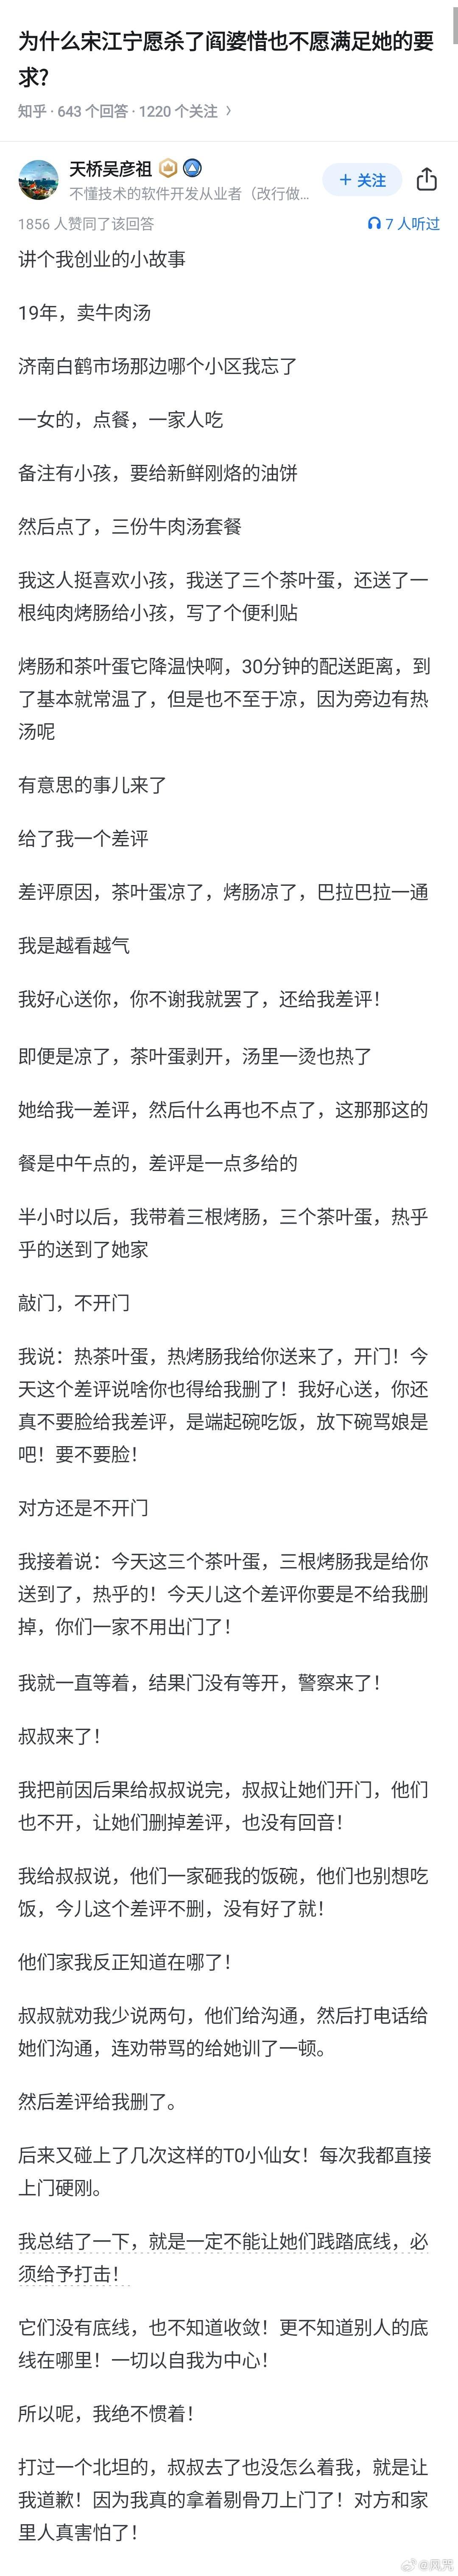 为什么宋江宁愿杀了阎婆惜也不愿满足她的要
求?
知乎 · 643 个回答 · 1220 个关注
天桥吴彦祖
不懂技术的软件开发从业者（改行做...
+ 关注
1856 人赞同了该回答
7 人听过
讲个我创业的小故事
19年，卖牛肉汤
济南白鹤市场那边哪个小区我忘了
一女的，点餐，一家人吃
备注有小孩，要给新鲜刚烙的油饼
然后点了，三份牛肉汤套餐
我这人挺喜欢小孩，我送了三个茶叶蛋，还送了一
根纯肉烤肠给小孩，写了个便利贴
烤肠和茶叶蛋它降温快啊，30分钟的配送距离，到
了基本就常温了，但是也不至于凉，因为旁边有热
汤呢
有意思的事儿来了
给了我一个差评
差评原因，茶叶蛋凉了，烤肠凉了，巴拉巴拉一通
我是越看越气
我好心送你，你不谢我就罢了，还给我差评！
即便是凉了，茶叶蛋剥开，汤里一烫也热了
她给我一差评，然后什么再也不点了，这那那这的
餐是中午点的，差评是一点多给的
半小时以后，我带着三根烤肠，三个茶叶蛋，热乎
乎的送到了她家
敲门，不开门
我说：热茶叶蛋，热烤肠我给你送来了，开门！今
天这个差评说啥你也得给我删了！我好心送，你还
真不要脸给我差评，是端起碗吃饭，放下碗骂娘是
吧！要不要脸！
对方还是不开门
我接着说：今天这三个茶叶蛋，三根烤肠我是给你
送到了，热乎的！今天儿这个差评你要是不给我删
掉，你们一家不用出门了！
我就一直等着，结果门没有等开，警察来了！
叔叔来了！
我把前因后果给叔叔说完，叔叔让她们开门，他们
也不开，让她们删掉差评，也没有回音！
我给叔叔说，他们一家砸我的饭碗，他们也别想吃
饭，今儿这个差评不删，没有好了就！
他们家我反正知道在哪了！
叔叔就劝我少说两句，他们给沟通，然后打电话给
她们沟通，连劝带骂的给她训了一顿。
然后差评给我删了。
后来又碰上了几次这样的T0小仙女！每次我都直接
上门硬刚。
我总结了一下，就是一定不能让她们践踏底线，必
须给予打击！
它们没有底线，也不知道收敛！更不知道别人的底
线在哪里！一切以自我为中心！
所以呢，我绝不惯着！
打过一个北坦的，叔叔去了也没怎么着我，就是让
我道歉！因为我真的拿着剔骨刀上门了！对方和家
里人真害怕了！